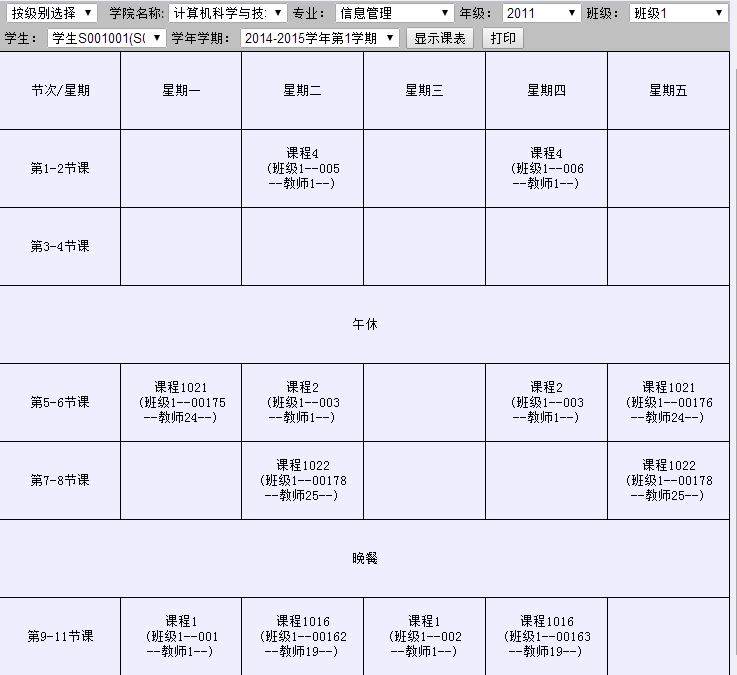 按级别选择 学院名称: 计算机科学与技 专业: 信息管理 年级: 2011 班级: 班级1
学生: 学生S001001(S( 学年学期: 2014-2015学年第1学期 显示课表 打印
节次/星期 星期一 星期二 星期三 星期四 星期五
第1-2节课
课程4
(班级1--005
--教师1--)
课程4
(班级1--006
--教师1--)
第3-4节课
午休
第5-6节课
课程1021
(班级1--00175
--教师24--)
课程2
(班级1--003
--教师1--)
课程2
(班级1--003
--教师1--)
课程1021
(班级1--00176
--教师24--)
第7-8节课
课程1022
(班级1--00178
--教师25--)
课程1022
(班级1--00178
--教师25--)
晚餐
第9-11节课
课程1
(班级1--001
--教师1--)
课程1016
(班级1--00162
--教师19--)
课程1
(班级1--002
--教师1--)
课程1016
(班级1--00163
--教师19--)